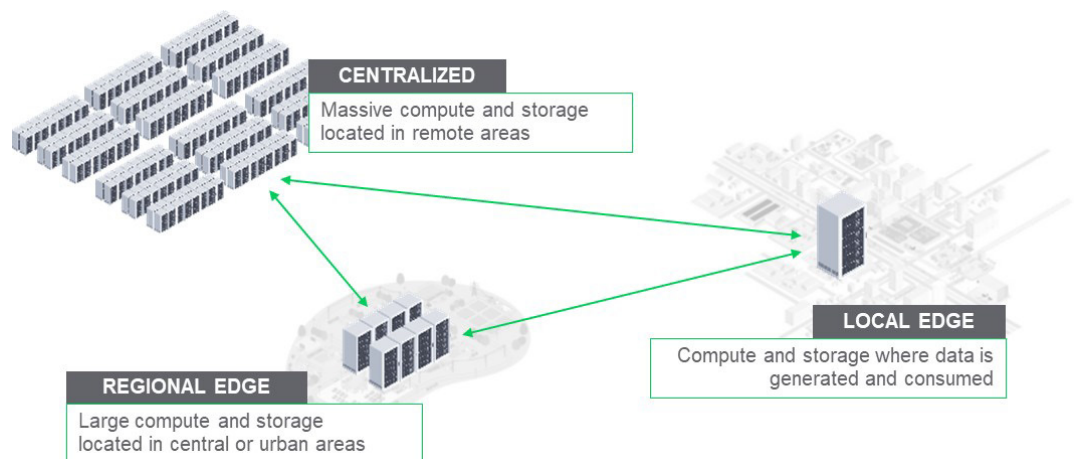 CENTRALIZED
Massive compute and storage
located in remote areas
LOCAL EDGE
Compute and storage where data is
generated and consumed
REGIONAL EDGE
Large compute and storage
located in central or urban areas